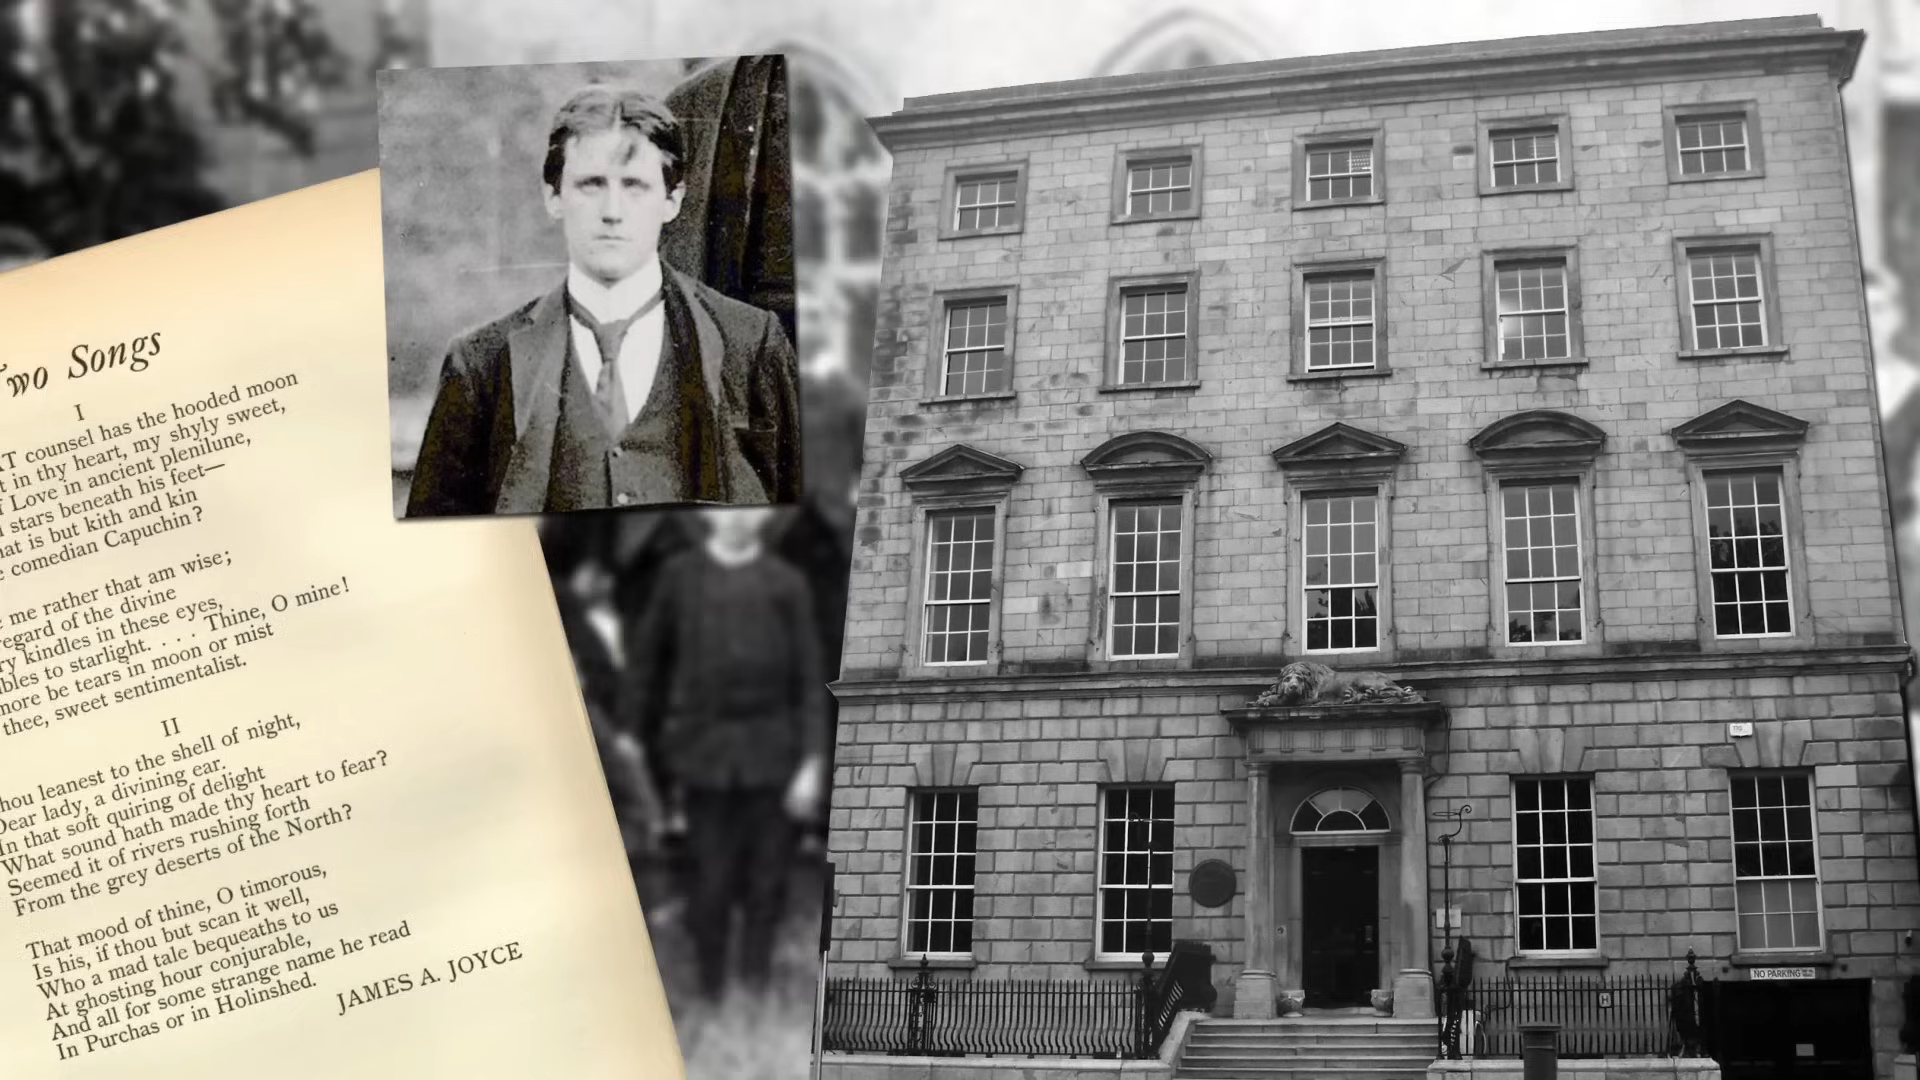 Two Songs
I
AT counsel has the hooded moon
t in thy heart, my shyly sweet,
f Love in ancient plenilune,
stars beneath his feet—
hat is but kith and kin
comedian Capuchin?
me rather that am wise;
egard of the divine
ry kindles in these eyes,
bles to starlight. . . . Thine, O mine!
more be tears in moon or mist
thee, sweet sentimentalist.
II
hou leanest to the shell of night,
Dear lady, a divining ear.
In that soft quiring of delight
What sound hath made thy heart to fear?
Seemed it of rivers rushing forth
From the grey deserts of the North?
That mood of thine, O timorous,
Is his, if thou but scan it well,
Who a mad tale bequeaths to us
At ghosting hour conjurable,
And all for some strange name he read
In Purchas or in Holinshed.
JAMES A. JOYCE
NO PARKING
H